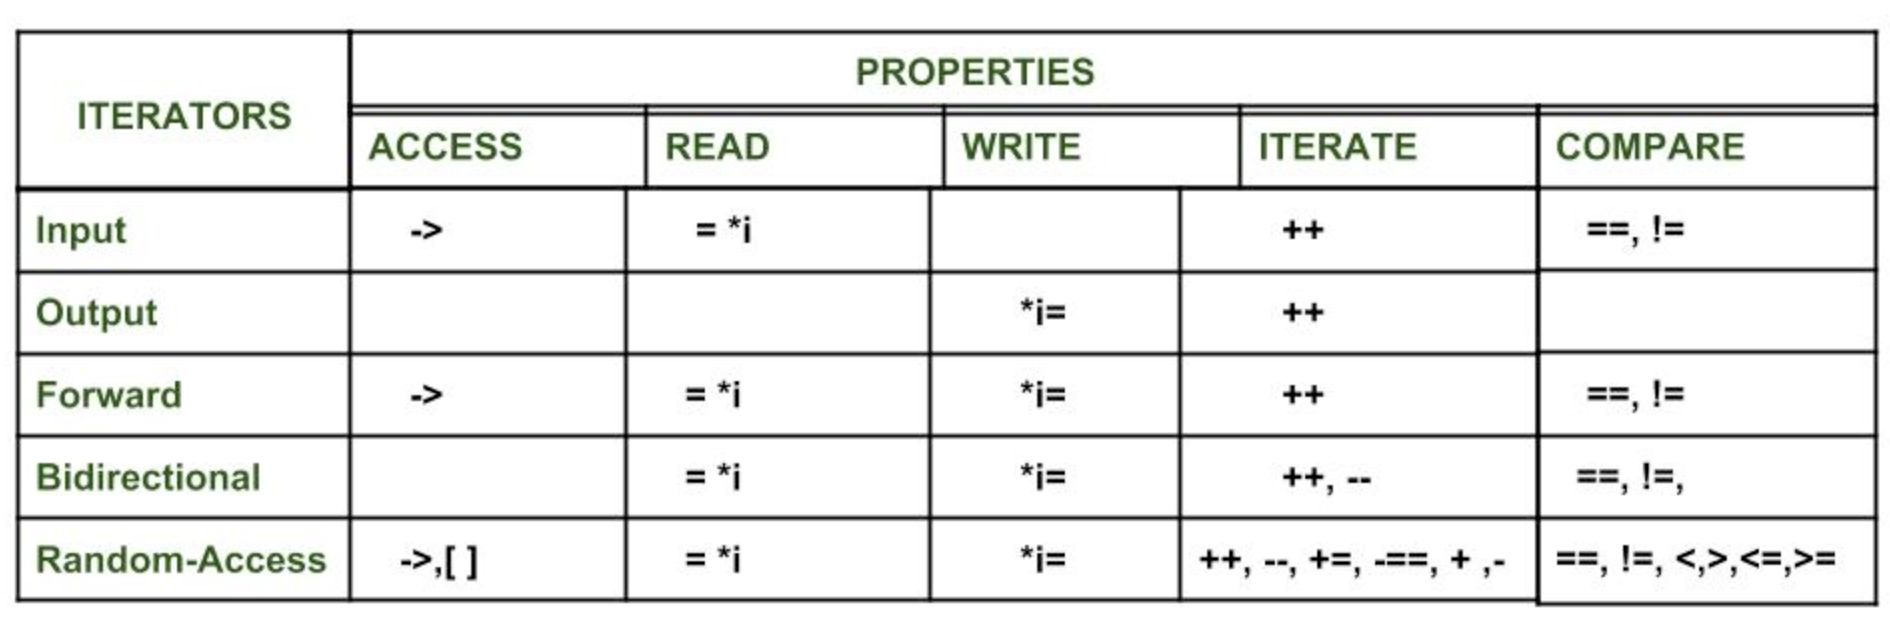 PROPERTIES
ITERATORS
ACCESS READ WRITE ITERATE COMPARE
Input -> = *i ++ ==, !=
Output *i= ++
Forward -> = *i *i= ++ ==, !=
Bidirectional = *i *i= ++, -- ==, !=,
Random-Access ->,[ ] = *i *i= ++, --, +=, -==, + ,- ==, !=, <,>,<=,>=